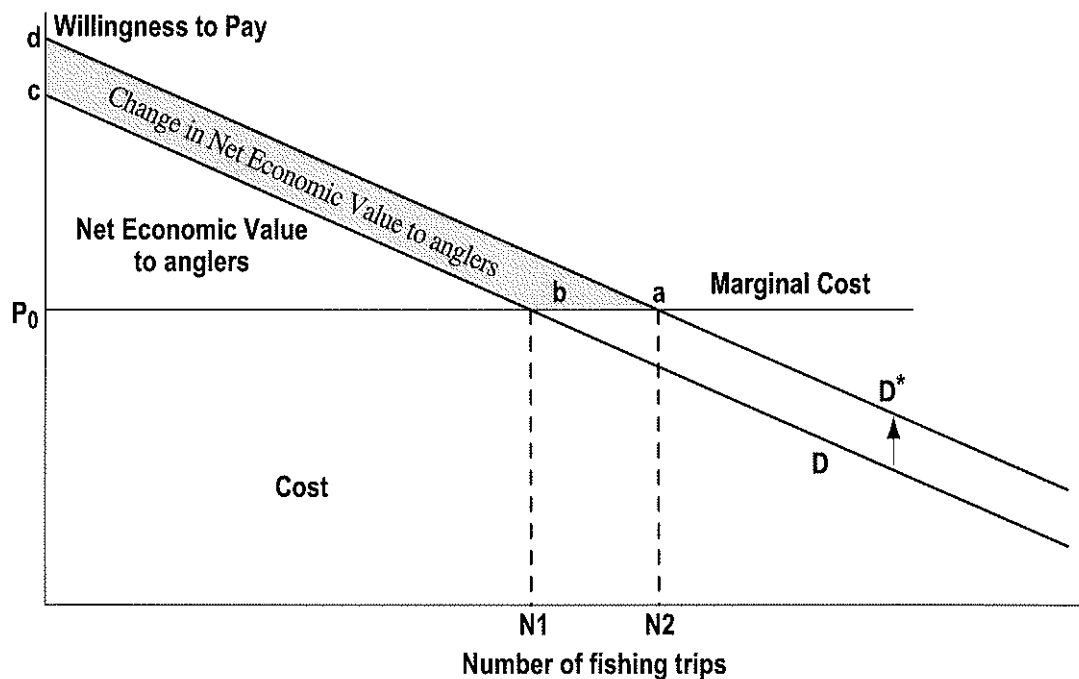 Willingness to Pay
d
c
Change in Net Economic Value to anglers
Net Economic Value
to anglers
b
a
Marginal Cost
P₀
D*
D
Cost
N1
N2
Number of fishing trips